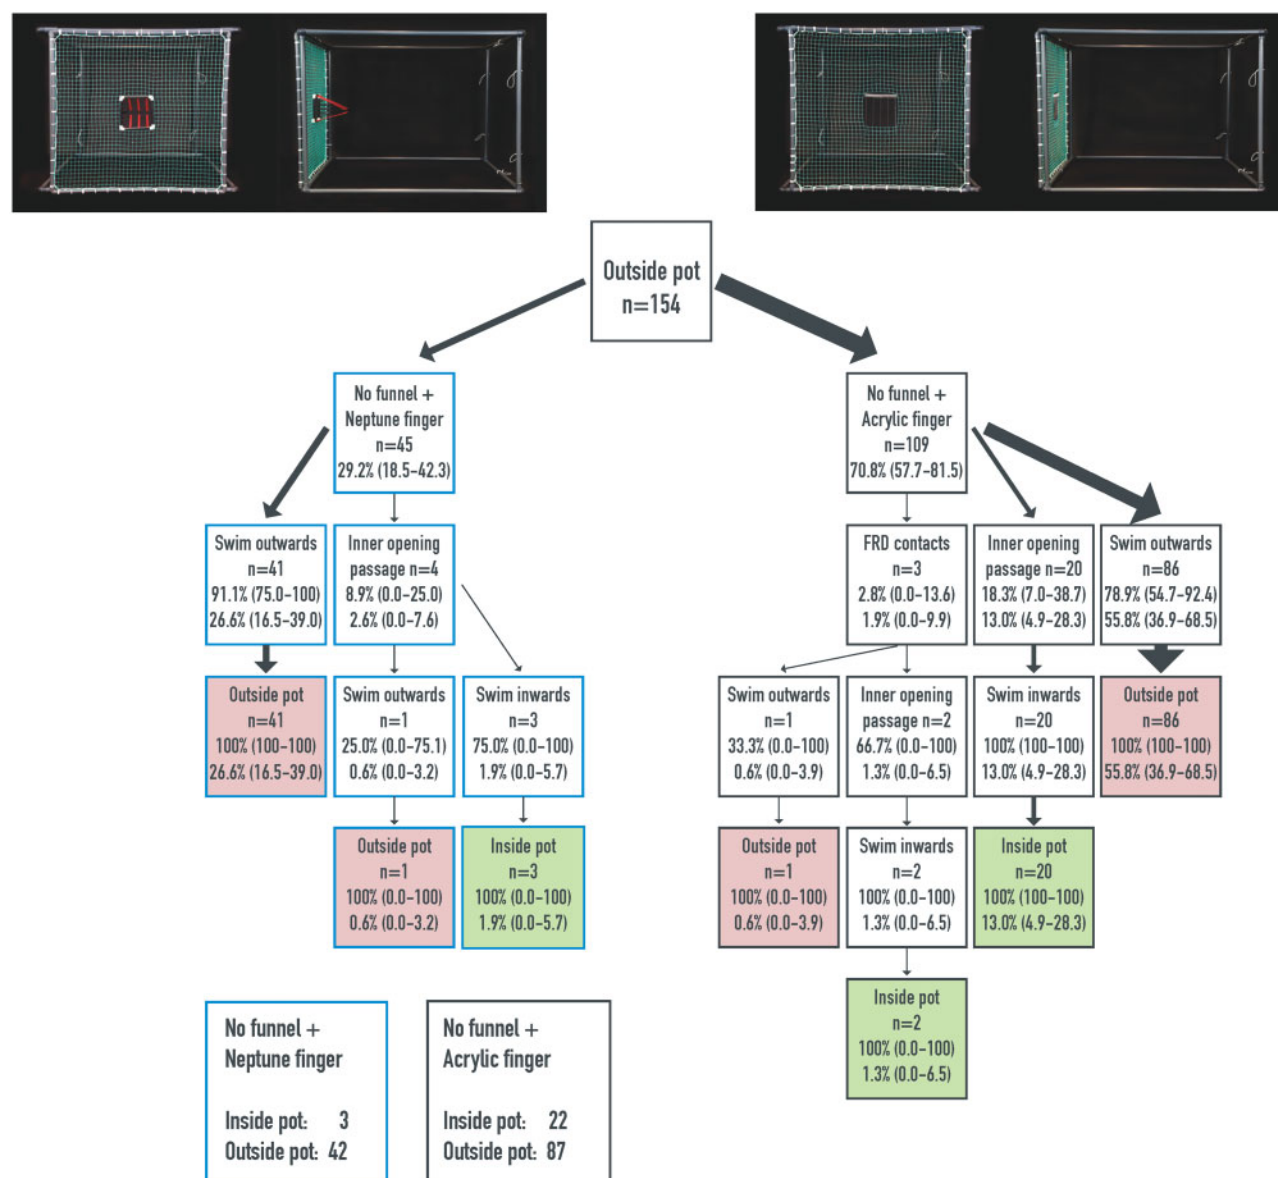 Outside pot
n=154
No funnel +
Neptune finger
n=45
29.2% (18.5–42.3)
No funnel +
Acrylic finger
n=109
70.8% (57.7–81.5)
Swim outwards
n=41
91.1% (75.0–100)
26.6% (16.5–39.0)
Inner opening
passage n=4
8.9% (0.0–25.0)
2.6% (0.0–7.6)
FRD contacts
n=3
2.8% (0.0–13.6)
1.9% (0.0–9.9)
Inner opening
passage n=20
18.3% (7.0–38.7)
13.0% (4.9–28.3)
Swim outwards
n=86
78.9% (54.7–92.4)
55.8% (36.9–68.5)
Outside pot
n=41
100% (100–100)
26.6% (16.5–39.0)
Swim outwards
n=1
25.0% (0.0–75.1)
0.6% (0.0–3.2)
Swim inwards
n=3
75.0% (0.0–100)
1.9% (0.0–5.7)
Swim outwards
n=1
33.3% (0.0–100)
0.6% (0.0–3.9)
Inner opening
passage n=2
66.7% (0.0–100)
1.3% (0.0–6.5)
Swim inwards
n=20
100% (100–100)
13.0% (4.9–28.3)
Outside pot
n=86
100% (100–100)
55.8% (36.9–68.5)
Outside pot
n=1
100% (0.0–100)
0.6% (0.0–3.2)
Inside pot
n=3
100% (0.0–100)
1.9% (0.0–5.7)
Outside pot
n=1
100% (0.0–100)
0.6% (0.0–3.9)
Swim inwards
n=2
100% (0.0–100)
1.3% (0.0–6.5)
Inside pot
n=20
100% (100–100)
13.0% (4.9–28.3)
Inside pot
n=2
100% (0.0–100)
1.3% (0.0–6.5)
No funnel +
Neptune finger
Inside pot: 3
Outside pot: 42
No funnel +
Acrylic finger
Inside pot: 22
Outside pot: 87